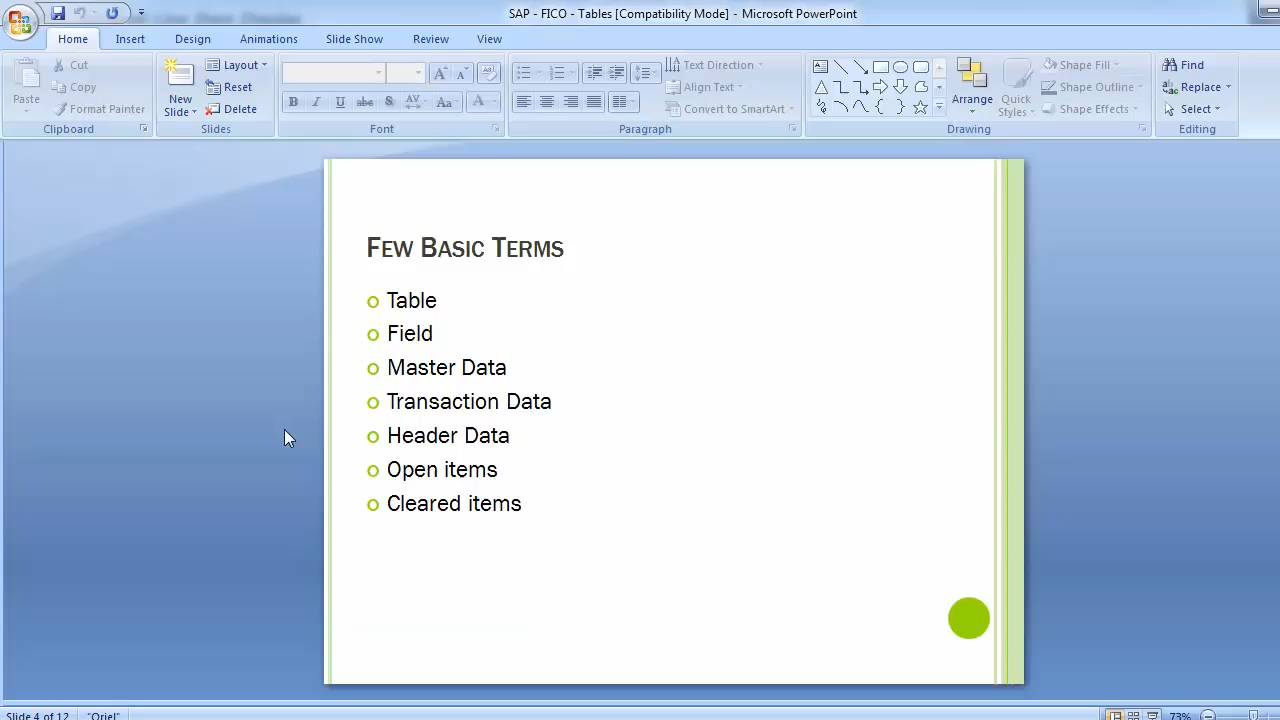 SAP - FICO - Tables [Compatibility Mode] - Microsoft PowerPoint
Home Insert Design Animations Slide Show Review View
Paste
Cut
Copy
Format Painter
Clipboard
New Slide
Layout
Reset
Delete
Slides
B I U abc S AV Aa A
Font
Text Direction
Align Text
Convert to SmartArt
Paragraph
Arrange
Quick Styles
Shape Fill
Shape Outline
Shape Effects
Drawing
Find
Replace
Select
Editing
FEW BASIC TERMS
Table
Field
Master Data
Transaction Data
Header Data
Open items
Cleared items
Slide 4 of 12 "Oriel" 73%